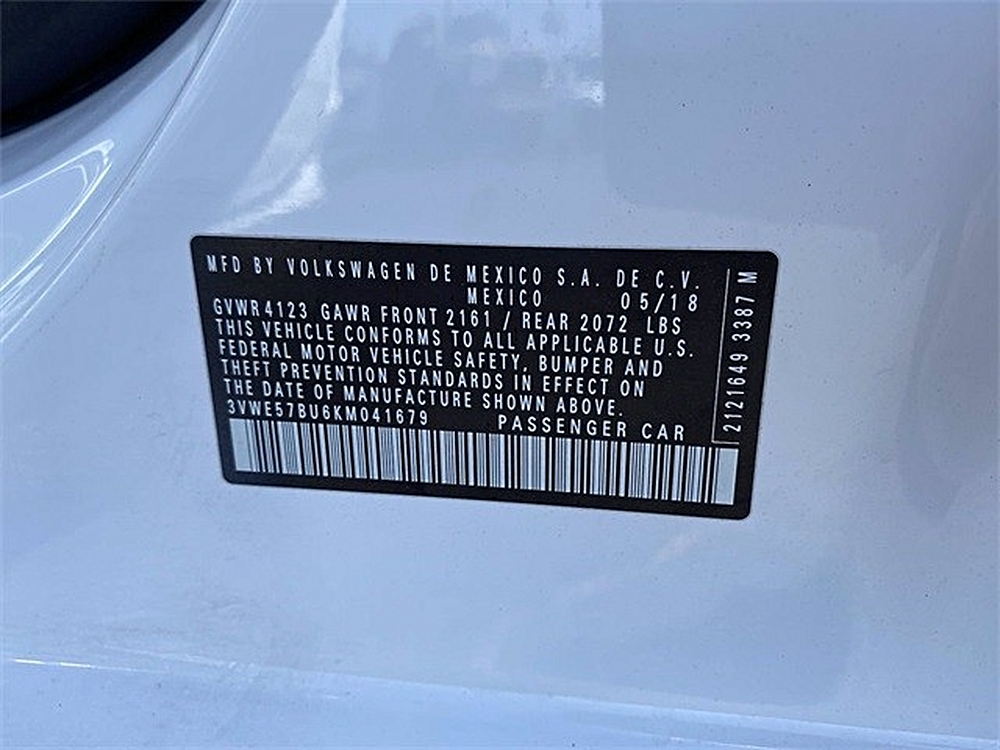 MFD BY VOLKSWAGEN DE MEXICO S.A. DE C.V.
MEXICO 05/18
GVWR 4123 GAWR FRONT 2161 / REAR 2072 LBS
THIS VEHICLE CONFORMS TO ALL APPLICABLE U.S.
FEDERAL MOTOR VEHICLE SAFETY, BUMPER AND
THEFT PREVENTION STANDARDS IN EFFECT ON
THE DATE OF MANUFACTURE SHOWN ABOVE.
3VWE57BU6KM041679 PASSENGER CAR
2121649 3387 M